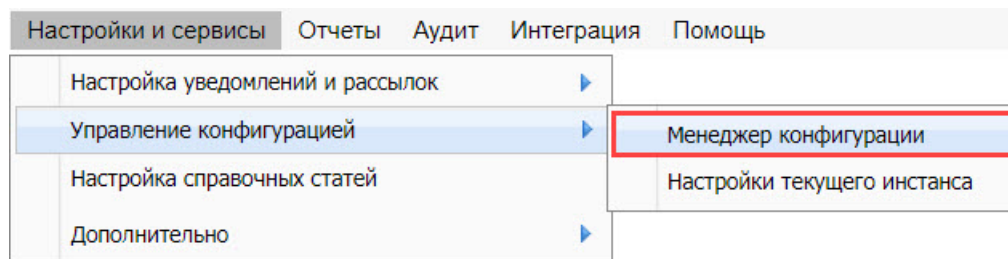 Настройки и сервисы Отчеты Аудит Интеграция Помощь
Настройка уведомлений и рассылок
Управление конфигурацией
Менеджер конфигурации
Настройка справочных статей
Настройки текущего инстанса
Дополнительно